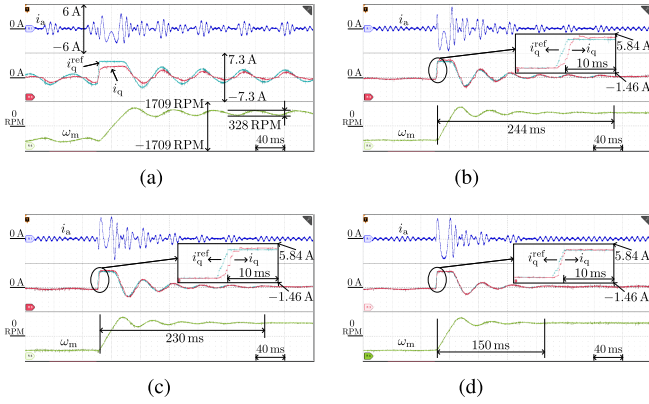 6 A
0 A
i_a
−6 A
7.3 A
i_q^ref
0 A
i_q
−7.3 A
1709 RPM
0
RPM
328 RPM
ω_m
−1709 RPM
40 ms
(a)
0 A
i_a
i_q^ref
i_q
5.84 A
10 ms
0 A
−1.46 A
0
RPM
244 ms
ω_m
40 ms
(b)
0 A
i_a
i_q^ref
i_q
5.84 A
10 ms
0 A
−1.46 A
0
RPM
230 ms
ω_m
40 ms
(c)
0 A
i_a
i_q^ref
i_q
5.84 A
10 ms
0 A
−1.46 A
0
RPM
ω_m
150 ms
40 ms
(d)